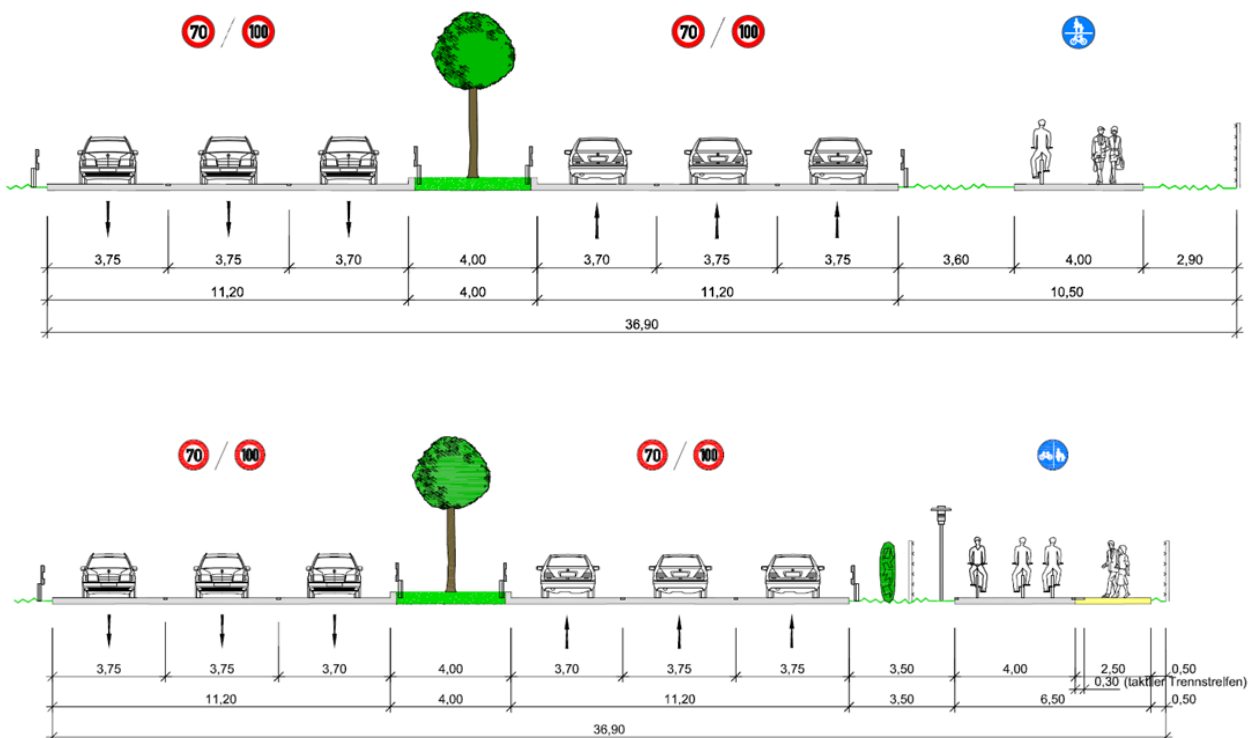 70 / 100 70 / 100
3,75 3,75 3,70 4,00 3,70 3,75 3,75 3,60 4,00 2,90
11,20 4,00 11,20 10,50
36,90
70 / 100 70 / 100
3,75 3,75 3,70 4,00 3,70 3,75 3,75 3,50 4,00 2,50 0,50
0,30 (taktiler Trennstreifen)
11,20 4,00 11,20 3,50 6,50 0,50
36,90